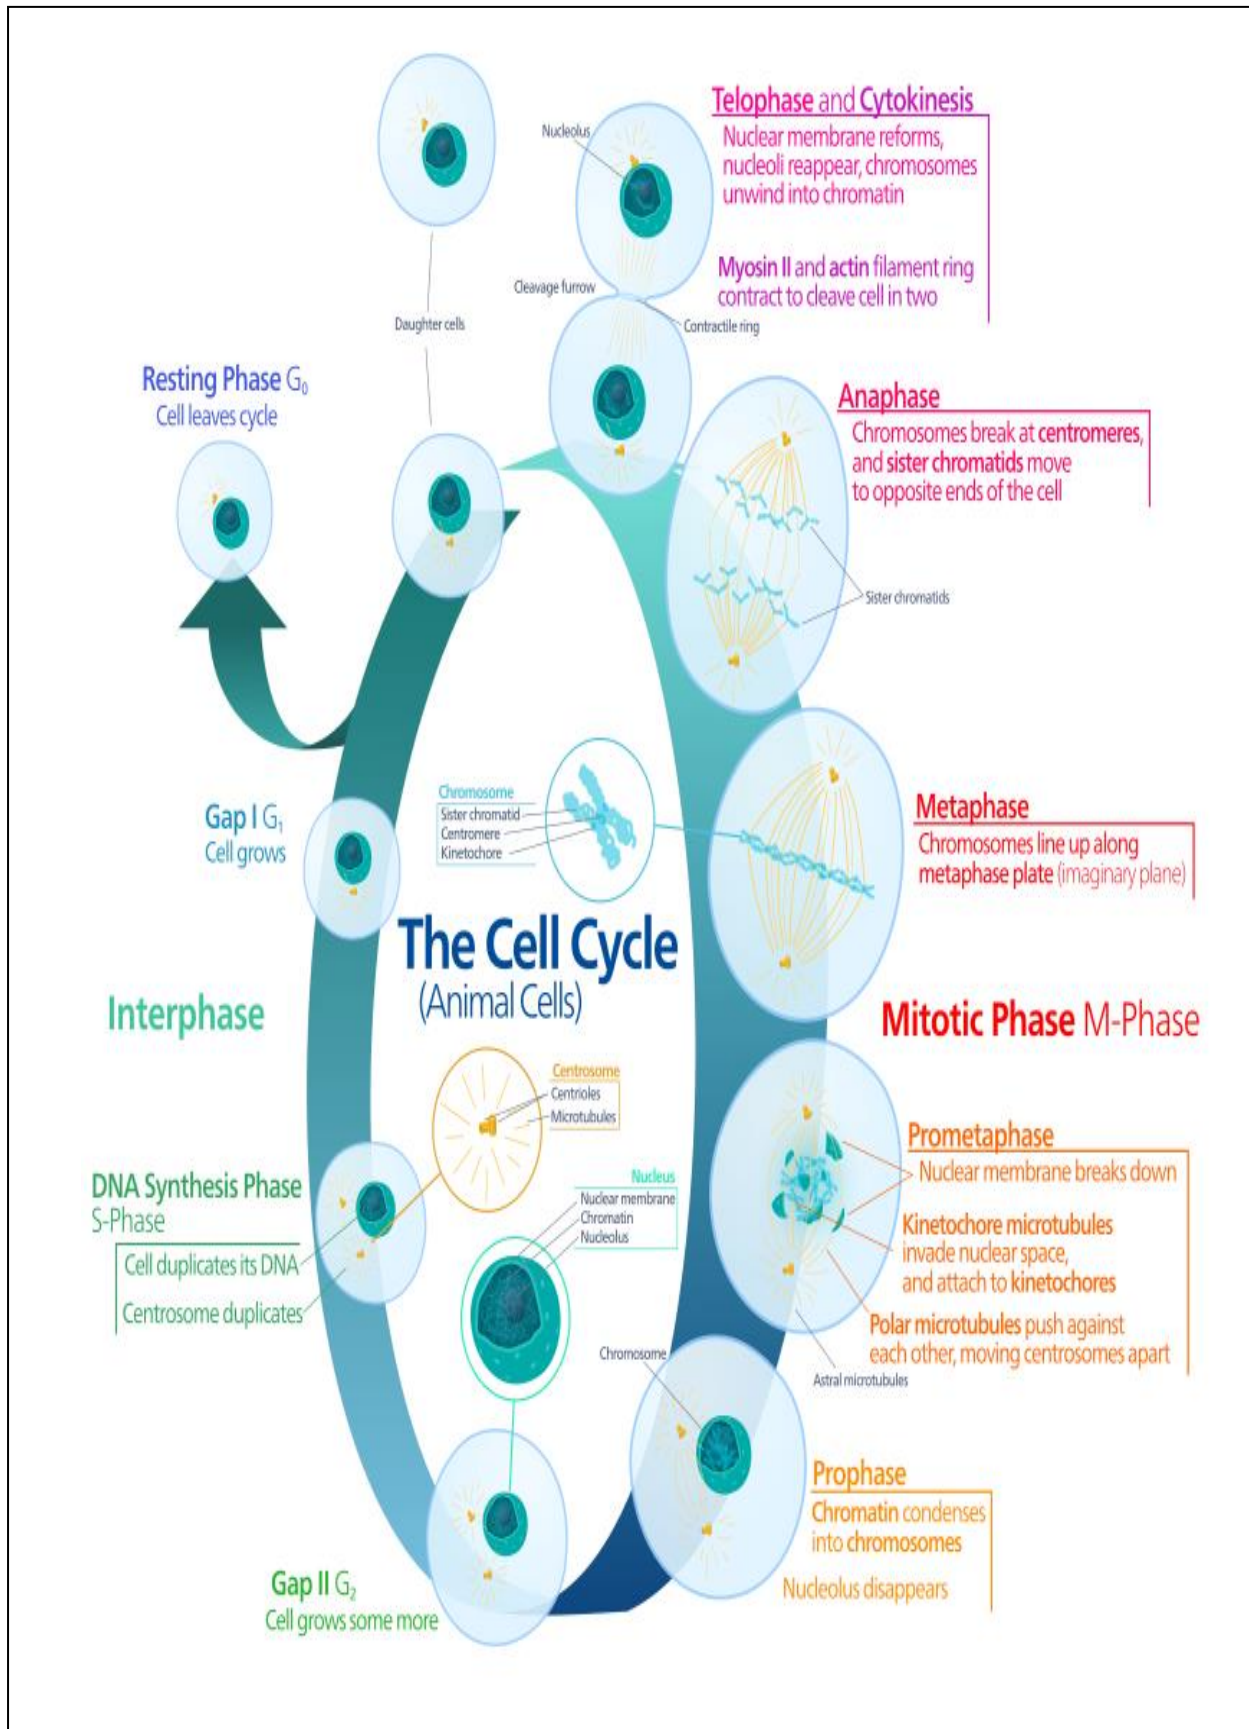 Telophase and Cytokinesis
Nuclear membrane reforms,
nucleoli reappear, chromosomes
unwind into chromatin
Myosin II and actin filament ring
contract to cleave cell in two
Nucleolus
Cleavage furrow
Contractile ring
Daughter cells
Resting Phase G₀
Cell leaves cycle
Anaphase
Chromosomes break at centromeres,
and sister chromatids move
to opposite ends of the cell
Sister chromatids
Gap I G₁
Cell grows
Chromosome
Sister chromatid
Centromere
Kinetochore
Metaphase
Chromosomes line up along
metaphase plate (imaginary plane)
The Cell Cycle
(Animal Cells)
Interphase
Mitotic Phase M-Phase
Centrosome
Centrioles
Microtubules
Prometaphase
Nuclear membrane breaks down
Kinetochore microtubules
invade nuclear space,
and attach to kinetochores
Polar microtubules push against
each other, moving centrosomes apart
Astral microtubules
DNA Synthesis Phase
S-Phase
Cell duplicates its DNA
Centrosome duplicates
Nucleus
Nuclear membrane
Chromatin
Nucleolus
Chromosome
Prophase
Chromatin condenses
into chromosomes
Nucleolus disappears
Gap II G₂
Cell grows some more